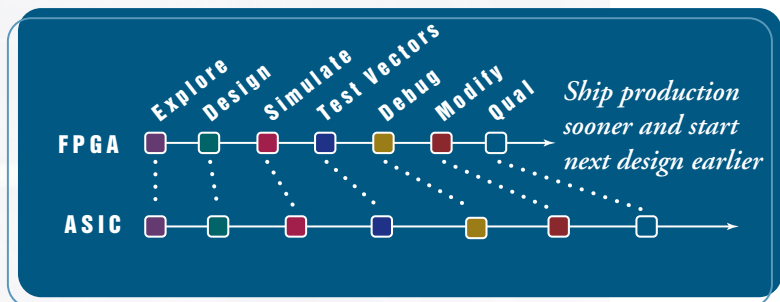 Explore
Design
Simulate
Test Vectors
Debug
Modify
Qual
Ship production
sooner and start
next design earlier
FPGA
ASIC